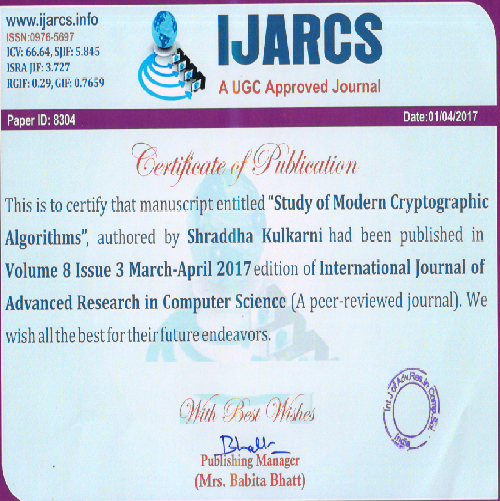 www.ijarcs.info
ISSN:0976-5697
ICV: 66.64, SJIF: 5.845
ISRA JIF: 3.727
RGIF: 0.29, GIF: 0.7659
IJARCS
A UGC Approved Journal
Paper ID: 8304
Date:01/04/2017
Certificate of Publication
This is to certify that manuscript entitled "Study of Modern Cryptographic
Algorithms", authored by Shraddha Kulkarni had been published in
Volume 8 Issue 3 March-April 2017 edition of International Journal of
Advanced Research in Computer Science (A peer-reviewed journal). We
wish all the best for their future endeavors.
With Best Wishes
Bhatt
Publishing Manager
(Mrs. Babita Bhatt)
Int. J. of Adv. Res. in Comp. Sci.
India